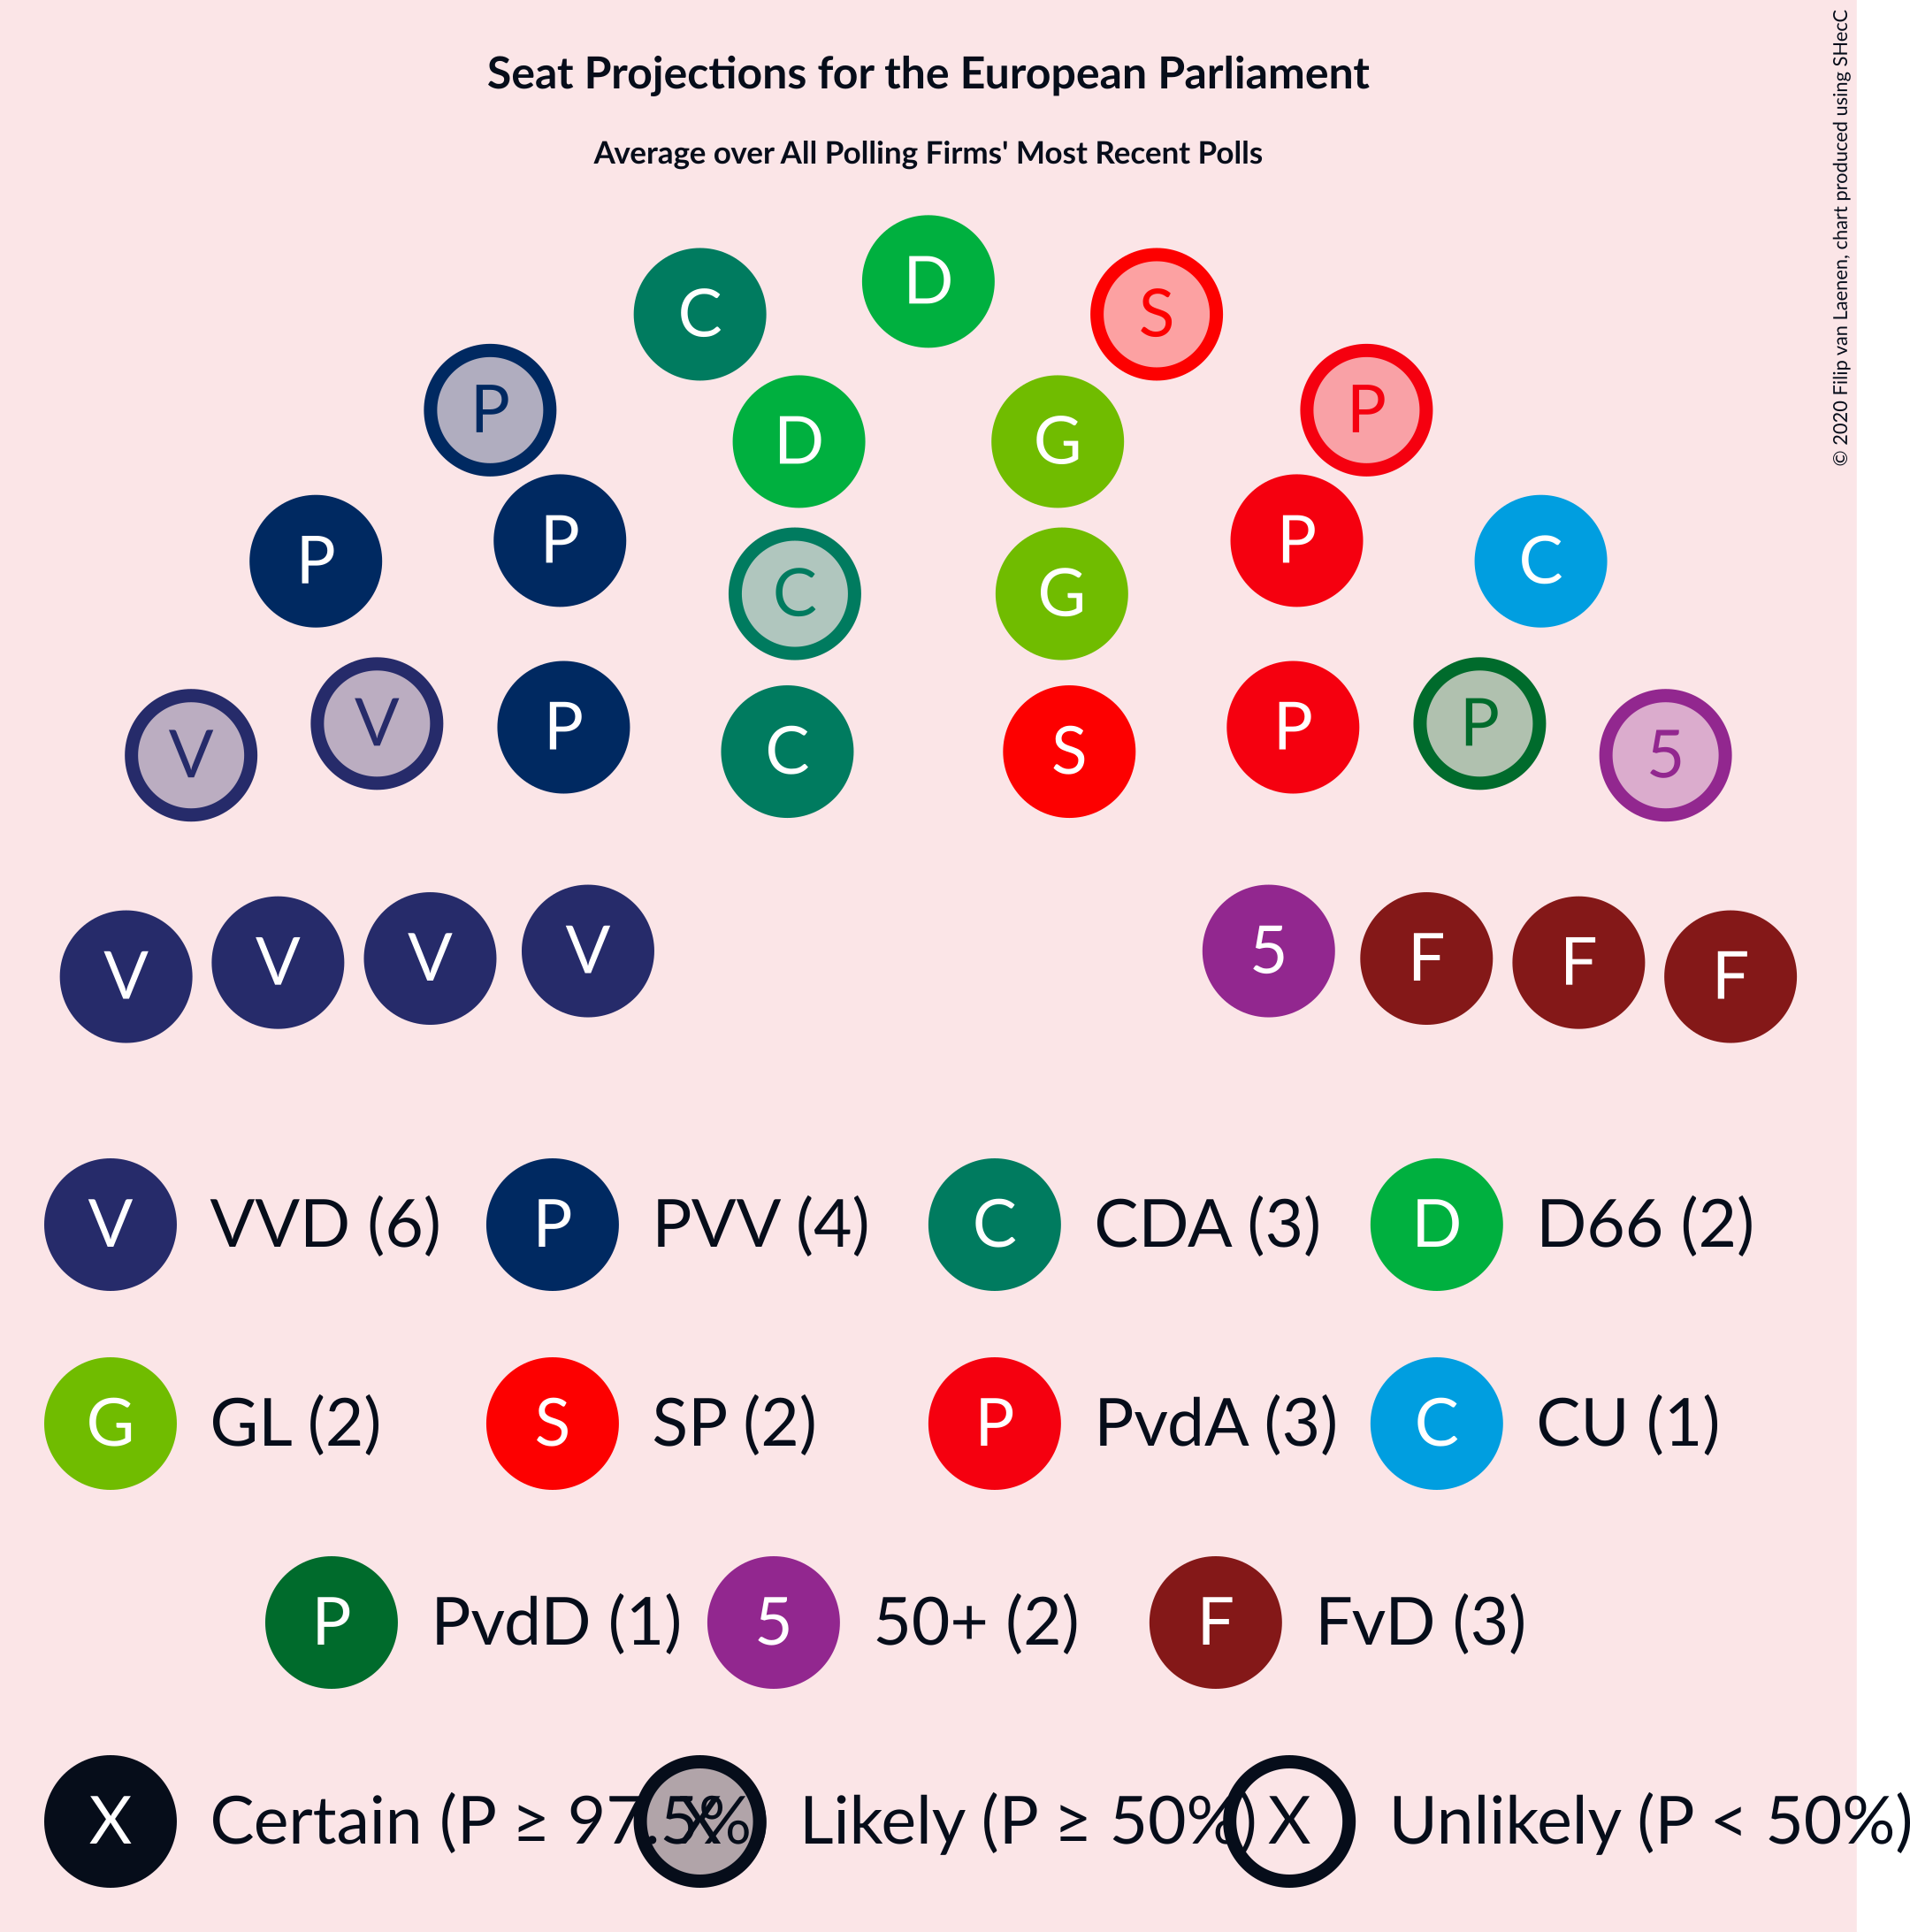 Seat Projections for the European Parliament
Average over All Polling Firms' Most Recent Polls
© 2020 Filip van Laenen, chart produced using SHecC
D
C S
P P
D G
P P
P C
C G
V P P P
V C S 5
V V V V 5 F F F
V VVD (6) P PVV (4) C CDA (3) D D66 (2)
G GL (2) S SP (2) P PvdA (3) C CU (1)
P PvdD (1) 5 50+ (2) F FvD (3)
X Certain (P ≥ 97.5% X Likely (P ≥ 50%) X Unlikely (P < 50%)